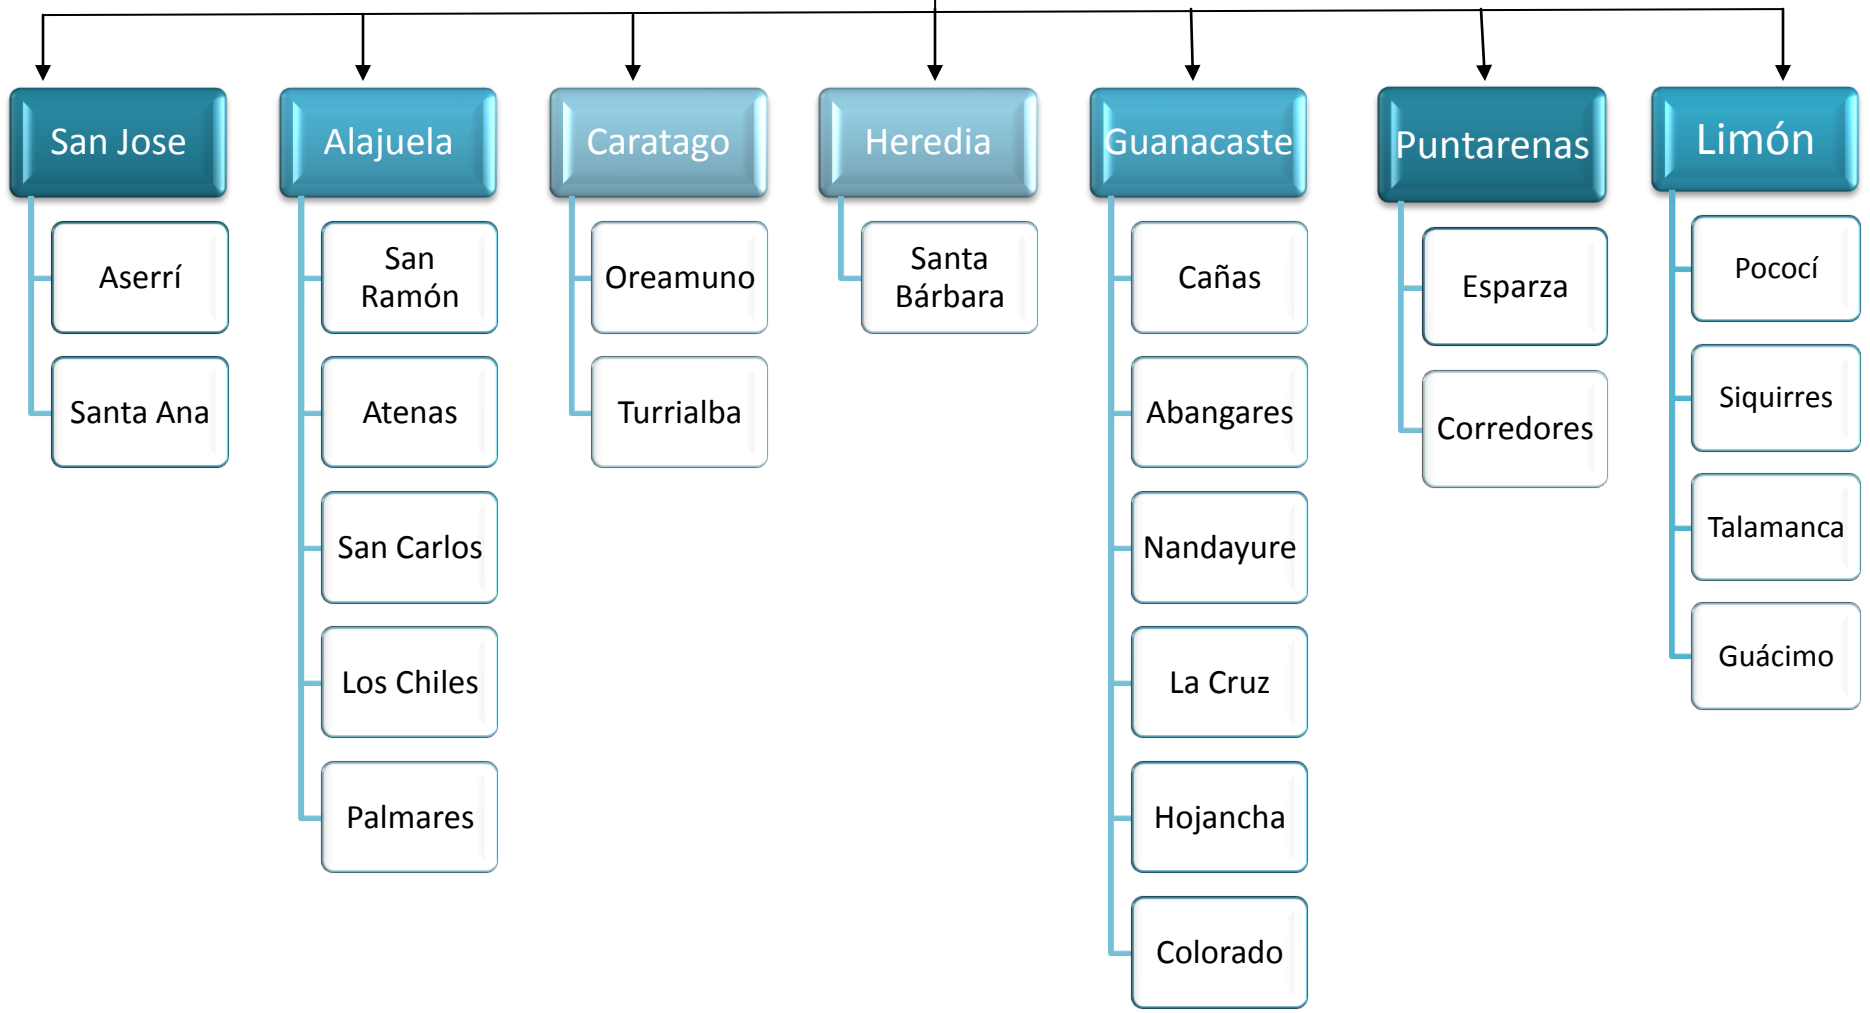 San Jose
Aserrí
Santa Ana
Alajuela
San
Ramón
Atenas
San Carlos
Los Chiles
Palmares
Caratago
Oreamuno
Turrialba
Heredia
Santa
Bárbara
Guanacaste
Cañas
Abangares
Nandayure
La Cruz
Hojancha
Colorado
Puntarenas
Esparza
Corredores
Limón
Pococí
Siquirres
Talamanca
Guácimo